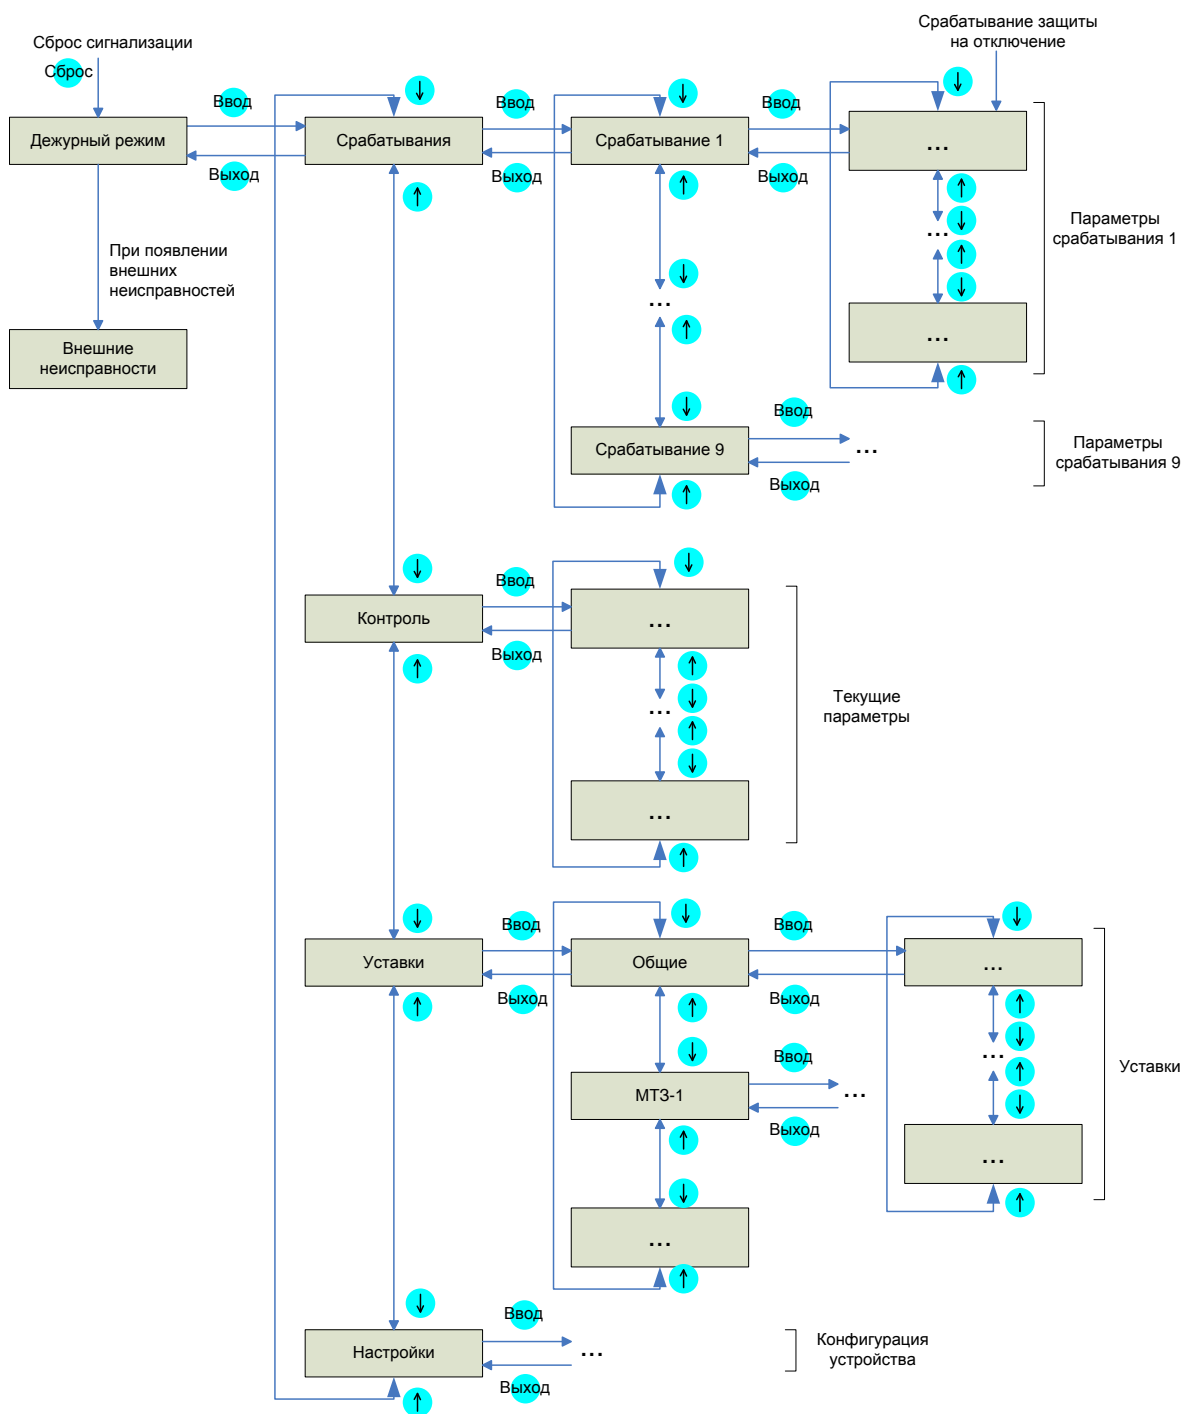 Сброс сигнализации
Сброс
Срабатывание защиты
на отключение
Ввод
Ввод
Ввод
Дежурный режим
Срабатывания
Срабатывание 1
...
Выход
Выход
Выход
Параметры
срабатывания 1
...
При появлении
внешних
неисправностей
...
...
Внешние
неисправности
Ввод
Срабатывание 9
...
Выход
Параметры
срабатывания 9
Ввод
Контроль
...
Выход
...
Текущие
параметры
...
Ввод
Ввод
Уставки
Общие
...
Выход
Выход
...
Уставки
Ввод
МТЗ-1
...
Выход
...
...
Ввод
Настройки
...
Выход
Конфигурация
устройства